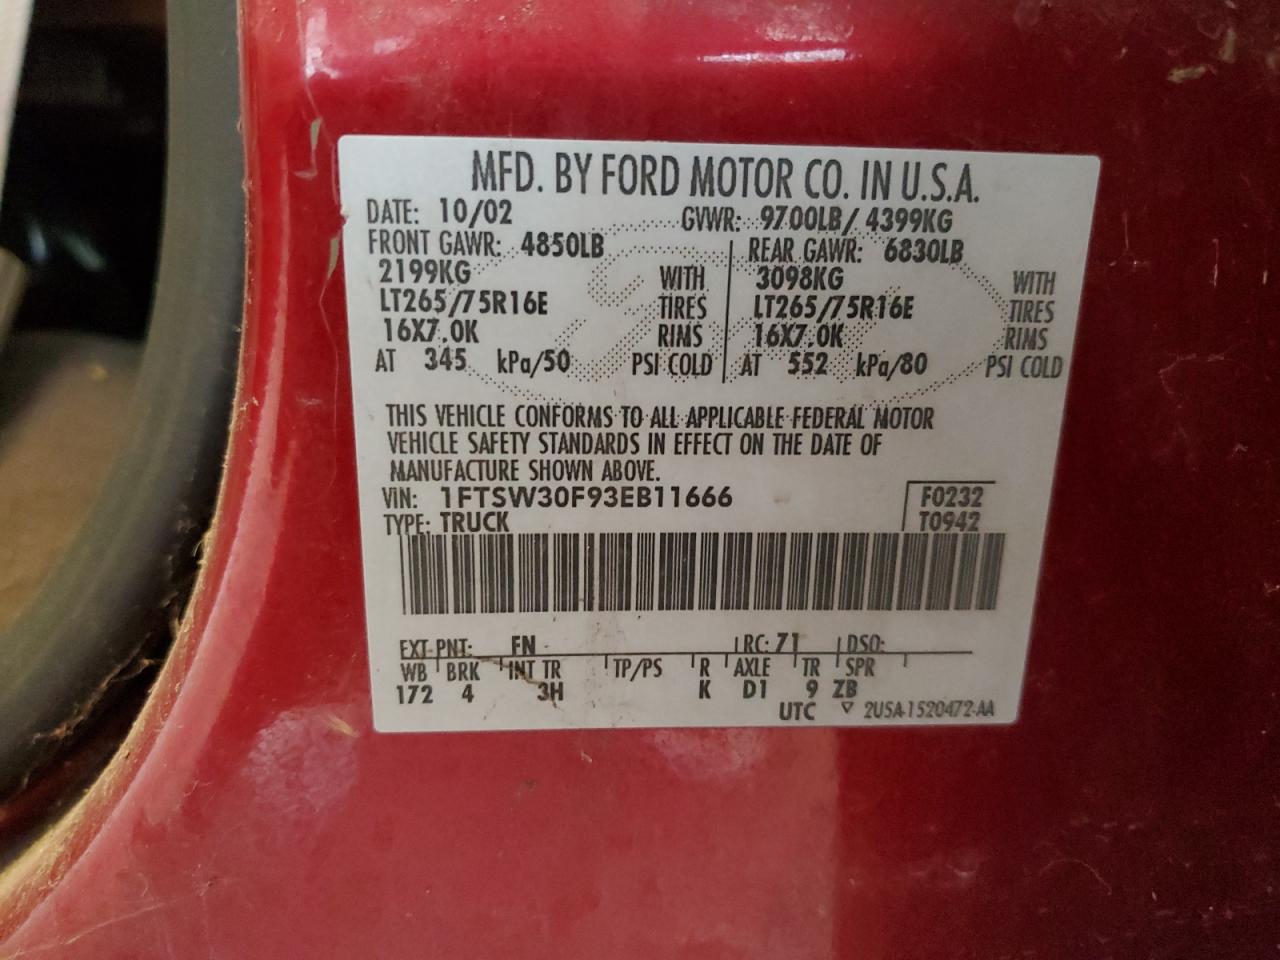 MFD. BY FORD MOTOR CO. IN U.S.A.
DATE: 10/02 GVWR: 9700LB/ 4399KG
FRONT GAWR: 4850LB REAR GAWR: 6830LB
2199KG WITH 3098KG WITH
LT265/75R16E TIRES LT265/75R16E TIRES
16X7.0K RIMS 16X7.0K RIMS
AT 345 kPa/50 PSI COLD AT 552 kPa/80 PSI COLD
THIS VEHICLE CONFORMS TO ALL APPLICABLE FEDERAL MOTOR
VEHICLE SAFETY STANDARDS IN EFFECT ON THE DATE OF
MANUFACTURE SHOWN ABOVE.
VIN: 1FTSW30F93EB11666 F0232
TYPE: TRUCK T0942
EXT PNT: FN RC: 71 DSO:
WB BRK INT TR TP/PS R AXLE TR SPR
172 4 3H K D1 9 ZB
UTC ▽ 2USA-1520472-AA